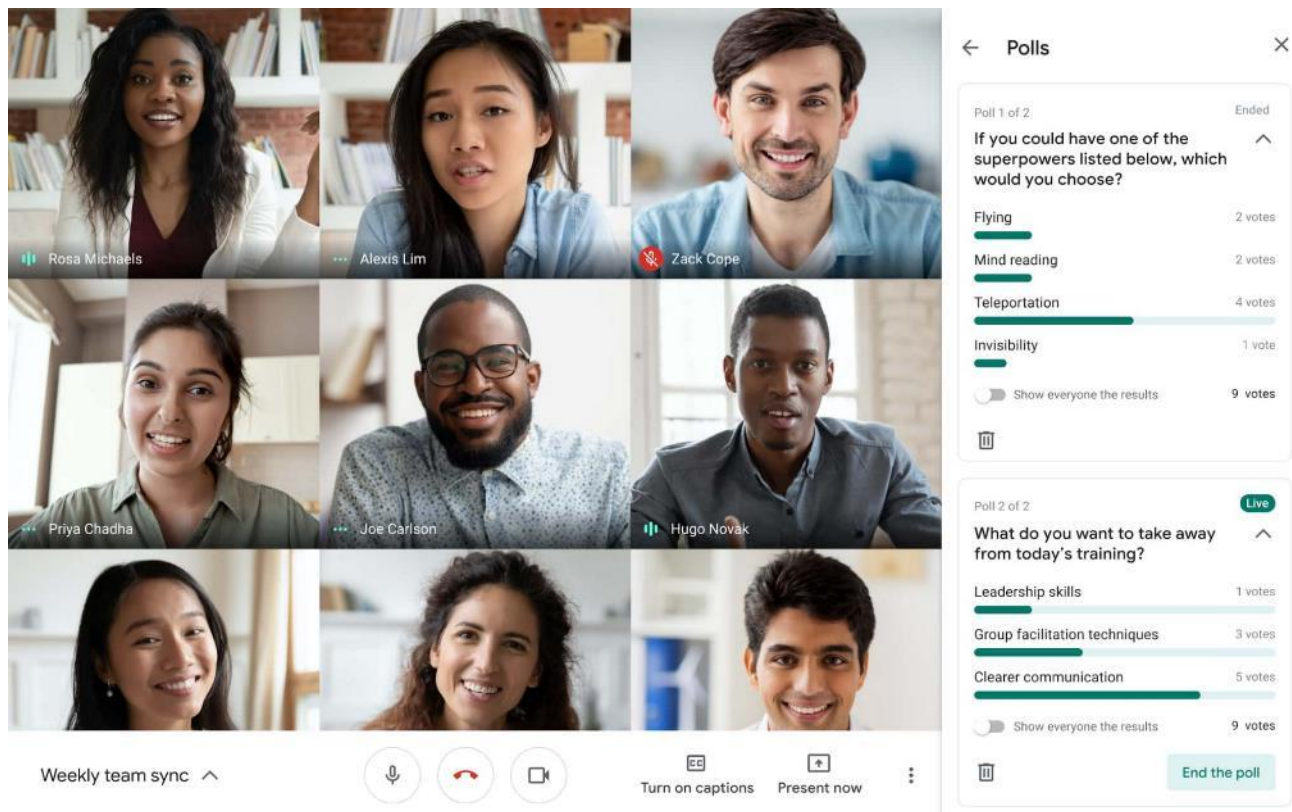 Rosa Michaels
Alexis Lim
Zack Cope
Priya Chadha
Joe Carlson
Hugo Novak
Weekly team sync
CC
Turn on captions
Present now
Polls
Poll 1 of 2
Ended
If you could have one of the
superpowers listed below, which
would you choose?
Flying
2 votes
Mind reading
2 votes
Teleportation
4 votes
Invisibility
1 vote
Show everyone the results
9 votes
Poll 2 of 2
Live
What do you want to take away
from today's training?
Leadership skills
1 votes
Group facilitation techniques
3 votes
Clearer communication
5 votes
Show everyone the results
9 votes
End the poll